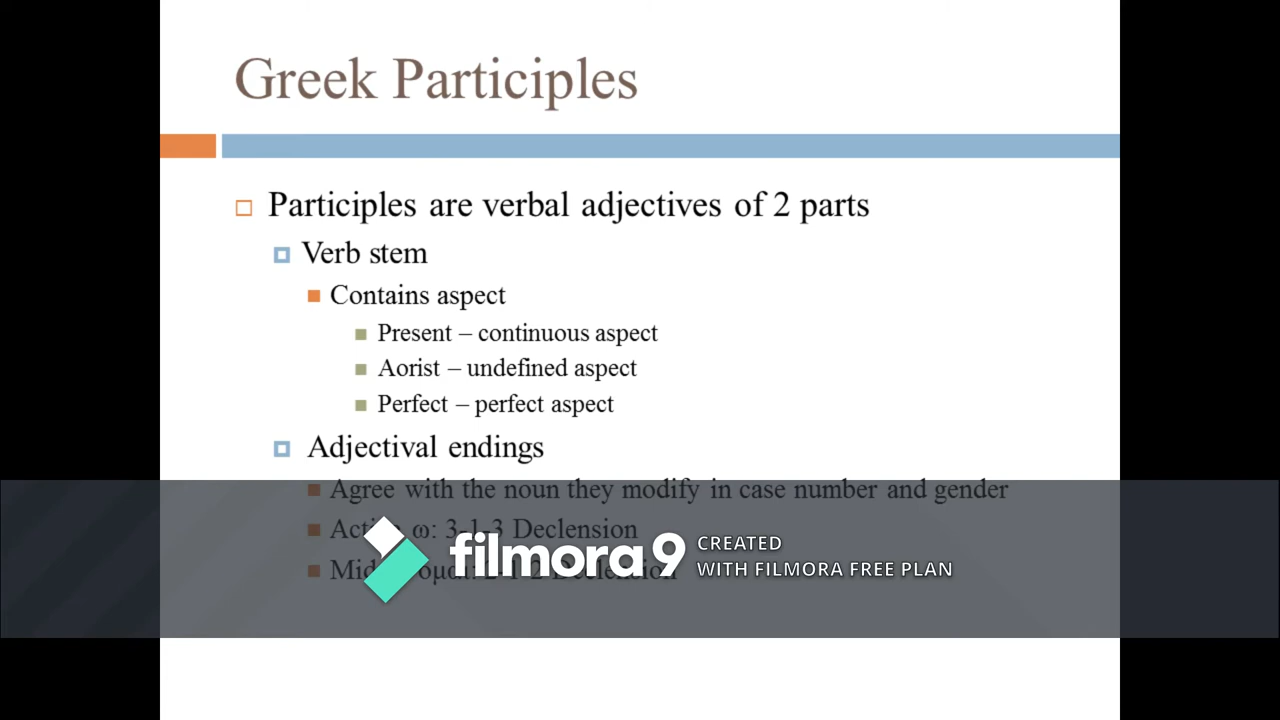 Greek Participles
Participles are verbal adjectives of 2 parts
Verb stem
Contains aspect
Present – continuous aspect
Aorist – undefined aspect
Perfect – perfect aspect
Adjectival endings
Agree with the noun they modify in case number and gender
ω: 3-1-3 Declension
filmora9
CREATED
WITH FILMORA FREE PLAN